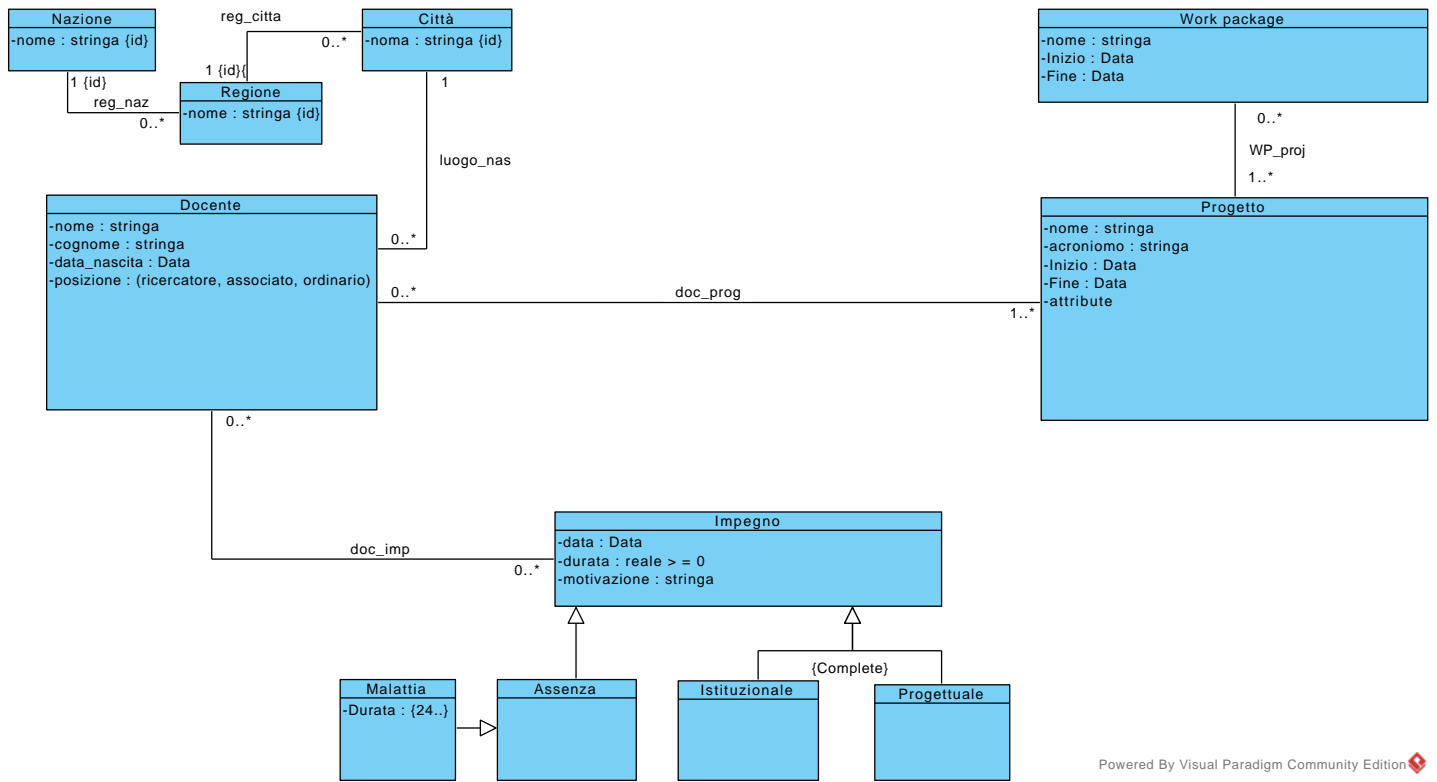 Nazione
-nome : stringa {id}
1 {id}
reg_naz
0..*
reg_citta
0..*
1 {id}{
Regione
-nome : stringa {id}
Città
-noma : stringa {id}
1
luogo_nas
0..*
Work package
-nome : stringa
-Inizio : Data
-Fine : Data
0..*
WP_proj
1..*
Docente
-nome : stringa
-cognome : stringa
-data_nascita : Data
-posizione : (ricercatore, associato, ordinario)
0..*
doc_prog
1..*
Progetto
-nome : stringa
-acroniomo : stringa
-Inizio : Data
-Fine : Data
-attribute
0..*
doc_imp
0..*
Impegno
-data : Data
-durata : reale > = 0
-motivazione : stringa
{Complete}
Malattia
-Durata : {24..}
Assenza
Istituzionale
Progettuale
Powered By Visual Paradigm Community Edition